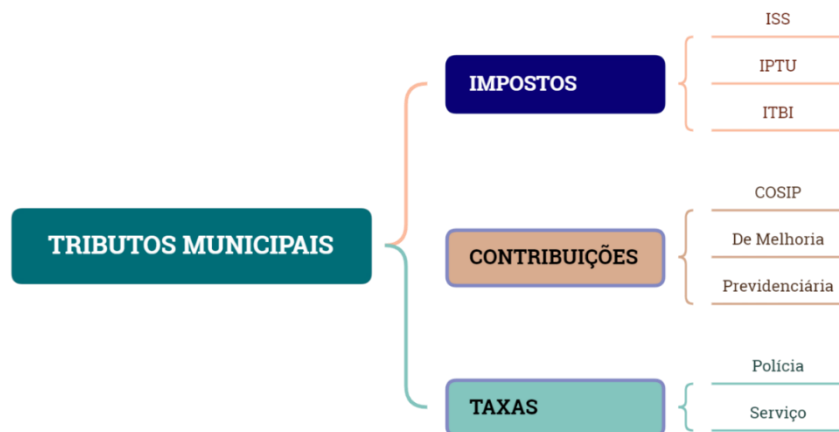 TRIBUTOS MUNICIPAIS
IMPOSTOS
ISS
IPTU
ITBI
CONTRIBUIÇÕES
COSIP
De Melhoria
Previdenciária
TAXAS
Polícia
Serviço